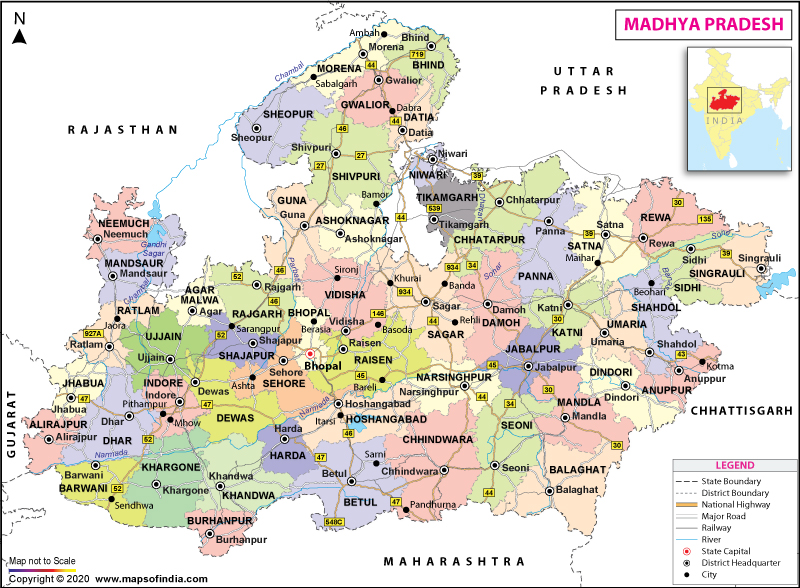 N
MADHYA PRADESH
INDIA
UTTAR
PRADESH
RAJASTHAN
GUJARAT
CHHATTISGARH
MAHARASHTRA
Ambah
Bhind
719
BHIND
Morena
MORENA
44
Chambal
Sabalgarh
Gwalior
GWALIOR
Dabra
DATIA
44
Datia
SHEOPUR
Sheopur
46
Shivpuri
27
27
SHIVPURI
Niwari
NIWARI
39
TIKAMGARH
539
Tikamgarh
Bamor
44
GUNA
Guna
ASHOKNAGAR
Ashoknagar
Chhatarpur
CHHATARPUR
Panna
PANNA
Satna
39
SATNA
Maihar
REWA
30
135
Rewa
Sone
Sidhi
39
Singrauli
SINGRAULI
SIDHI
NEEMUCH
Neemuch
Gandhi
Sagar
MANDSAUR
Mandsaur
Chambal
52
46
Parbati
Rajgarh
AGAR
MALWA
Agar
RAJGARH
46
Sarangpur
Sironj
VIDISHA
Vidisha
Khurai
934
934
34
Banda
Sonar
Sagar
44
Rehli
SAGAR
Damoh
DAMOH
Katni
30
KATNI
Beohari
SHAHDOL
Shahdol
UMARIA
Umaria
43
Kotma
Anuppur
ANUPPUR
RATLAM
Jaora
927A
Ratlam
UJJAIN
Ujjain
52
Shajapur
SHAJAPUR
BHOPAL
Berasia
146
Basoda
Raisen
RAISEN
Bhopal
Sehore
Ashta
SEHORE
45
Bareli
JABALPUR
45
Jabalpur
NARSINGHPUR
Narsinghpur
44
34
30
DINDORI
Dindori
MANDLA
Mandla
JHABUA
Jhabua
47
INDORE
Indore
Pithampur
Mhow
Dewas
47
DEWAS
ALIRAJPUR
Alirajpur
Dhar
DHAR
52
Narmada
Narmada
Hoshangabad
Itarsi
HOSHANGABAD
46
Harda
HARDA
47
CHHINDWARA
Chhindwara
SEONI
Seoni
44
30
BALAGHAT
Balaghat
Barwani
BARWANI
52
Sendhwa
KHARGONE
Khargone
Khandwa
KHANDWA
Betul
Sarni
BETUL
47
548C
Pandhurna
BURHANPUR
Burhanpur
LEGEND
State Boundary
District Boundary
National Highway
Major Road
Railway
River
State Capital
District Headquarter
City
Map not to Scale
Copyright © 2020 www.mapsofindia.com